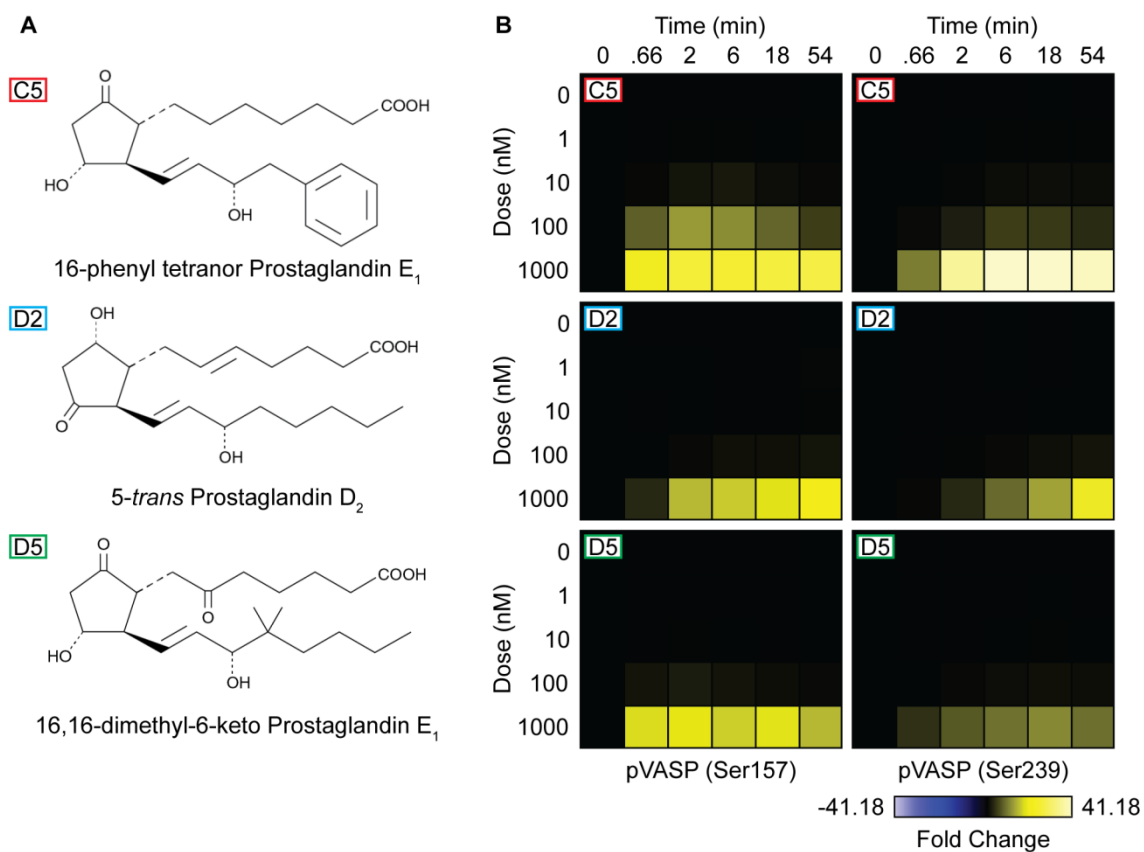 A
C5
O
COOH
HO
OH
16-phenyl tetranor Prostaglandin E1
D2
OH
COOH
O
OH
5-trans Prostaglandin D2
D5
O
COOH
O
HO
OH
16,16-dimethyl-6-keto Prostaglandin E1
B
Time (min) Time (min)
0 .66 2 6 18 54 0 .66 2 6 18 54
Dose (nM)
0 C5 C5
1
10
100
1000
Dose (nM)
0 D2 D2
1
10
100
1000
Dose (nM)
0 D5 D5
1
10
100
1000
pVASP (Ser157) pVASP (Ser239)
-41.18 41.18
Fold Change